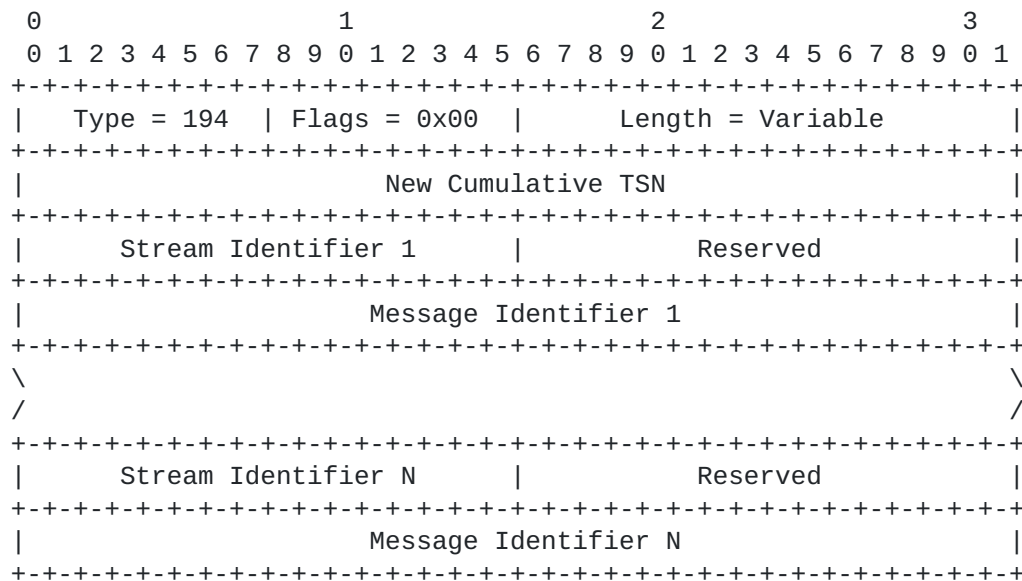 0                   1                   2                   3
 0 1 2 3 4 5 6 7 8 9 0 1 2 3 4 5 6 7 8 9 0 1 2 3 4 5 6 7 8 9 0 1
+-+-+-+-+-+-+-+-+-+-+-+-+-+-+-+-+-+-+-+-+-+-+-+-+-+-+-+-+-+-+-+-+
|   Type = 194  | Flags = 0x00  |      Length = Variable        |
+-+-+-+-+-+-+-+-+-+-+-+-+-+-+-+-+-+-+-+-+-+-+-+-+-+-+-+-+-+-+-+-+
|                       New Cumulative TSN                      |
+-+-+-+-+-+-+-+-+-+-+-+-+-+-+-+-+-+-+-+-+-+-+-+-+-+-+-+-+-+-+-+-+
|      Stream Identifier 1      |           Reserved            |
+-+-+-+-+-+-+-+-+-+-+-+-+-+-+-+-+-+-+-+-+-+-+-+-+-+-+-+-+-+-+-+-+
|                      Message Identifier 1                     |
+-+-+-+-+-+-+-+-+-+-+-+-+-+-+-+-+-+-+-+-+-+-+-+-+-+-+-+-+-+-+-+-+
\                                                               \
/                                                               /
+-+-+-+-+-+-+-+-+-+-+-+-+-+-+-+-+-+-+-+-+-+-+-+-+-+-+-+-+-+-+-+-+
|      Stream Identifier N      |           Reserved            |
+-+-+-+-+-+-+-+-+-+-+-+-+-+-+-+-+-+-+-+-+-+-+-+-+-+-+-+-+-+-+-+-+
|                      Message Identifier N                     |
+-+-+-+-+-+-+-+-+-+-+-+-+-+-+-+-+-+-+-+-+-+-+-+-+-+-+-+-+-+-+-+-+